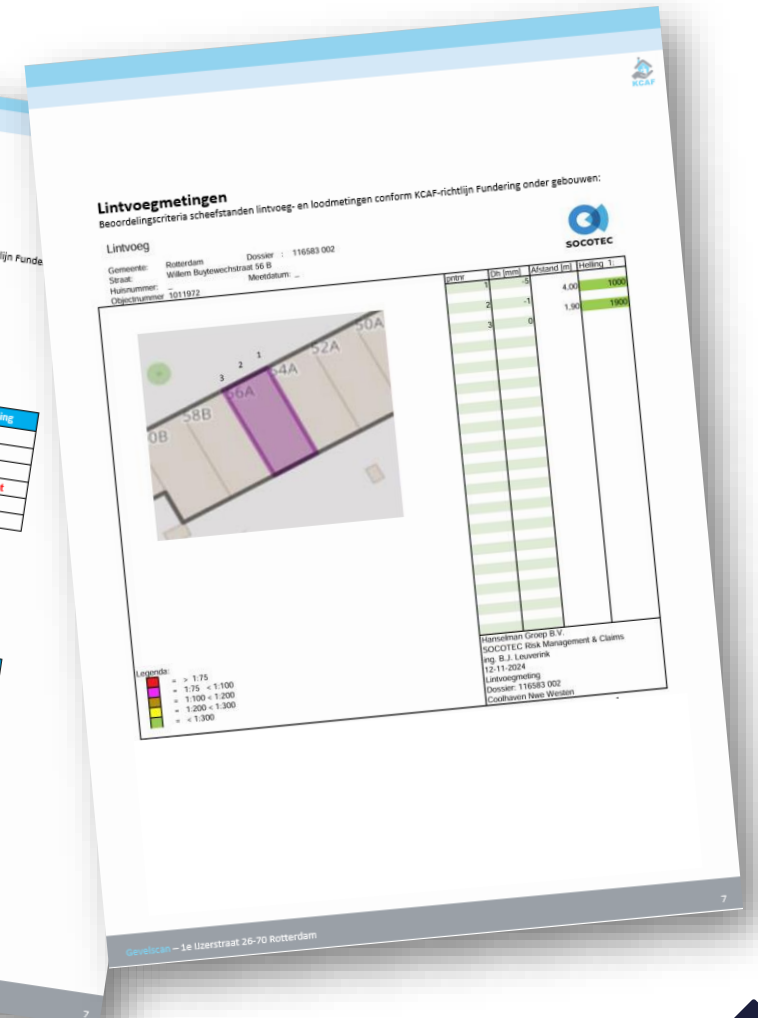 KCAF
Lintvoegmetingen
Beoordelingscriteria scheefstanden lintvoeg- en loodmetingen conform KCAF-richtlijn Fundering onder gebouwen:
Lintvoeg
Gemeente: Rotterdam Dossier : 116583 002
Straat: Willem Buytewechstraat 56 B
Huisnummer: _ Meetdatum: _
Objectnummer 1011972
SOCOTEC
pntnr Dh [mm] Afstand [m] Helling 1:
1 -5
4,00 1000
2 -1
1,90 1900
3 0
50A
52A
54A
56A
58B
0B
3 2 1
Legenda:
= > 1:75
= 1:75 < 1:100
= 1:100 < 1:200
= 1:200 < 1:300
= < 1:300
Hanselman Groep B.V.
SOCOTEC Risk Management & Claims
ing. B.J. Leuverink
12-11-2024
Lintvoegmeting
Dossier: 116583 002
Coolhaven Nwe Westen
Gevelscan – 1e IJzerstraat 26-70 Rotterdam
7
lijn Funde
ing
t
7